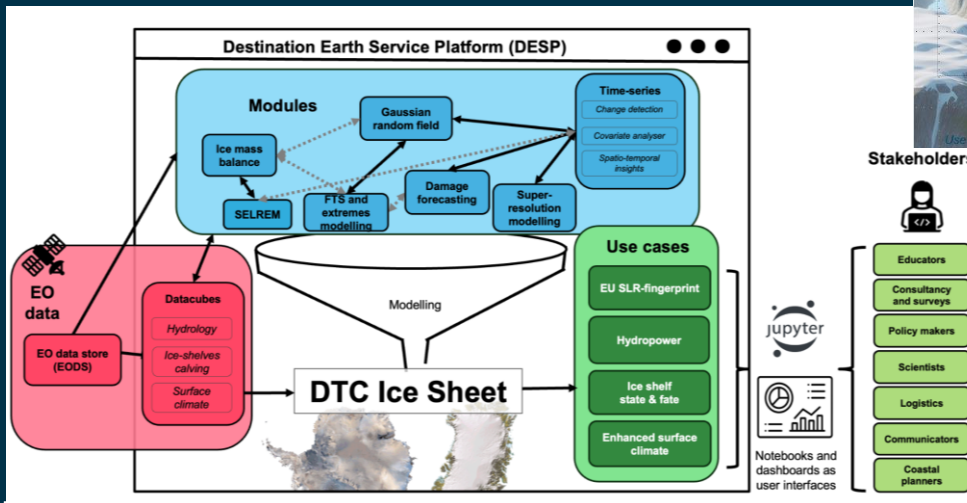 Destination Earth Service Platform (DESP)
Modules
Gaussian
random field
Time-series
Change detection
Covariate analyser
Spatio-temporal
insights
Ice mass
balance
SELREM
FTS and
extremes
modelling
Damage
forecasting
Super-
resolution
modelling
Use
Stakeholders
EO
data
EO data store
(EODS)
Datacubes
Hydrology
Ice-shelves
calving
Surface
climate
Modelling
DTC Ice Sheet
Use cases
EU SLR-fingerprint
Hydropower
Ice shelf
state & fate
Enhanced surface
climate
jupyter
Notebooks and
dashboards as
user interfaces
Educators
Consultancy
and surveys
Policy makers
Scientists
Logistics
Communicators
Coastal
planners